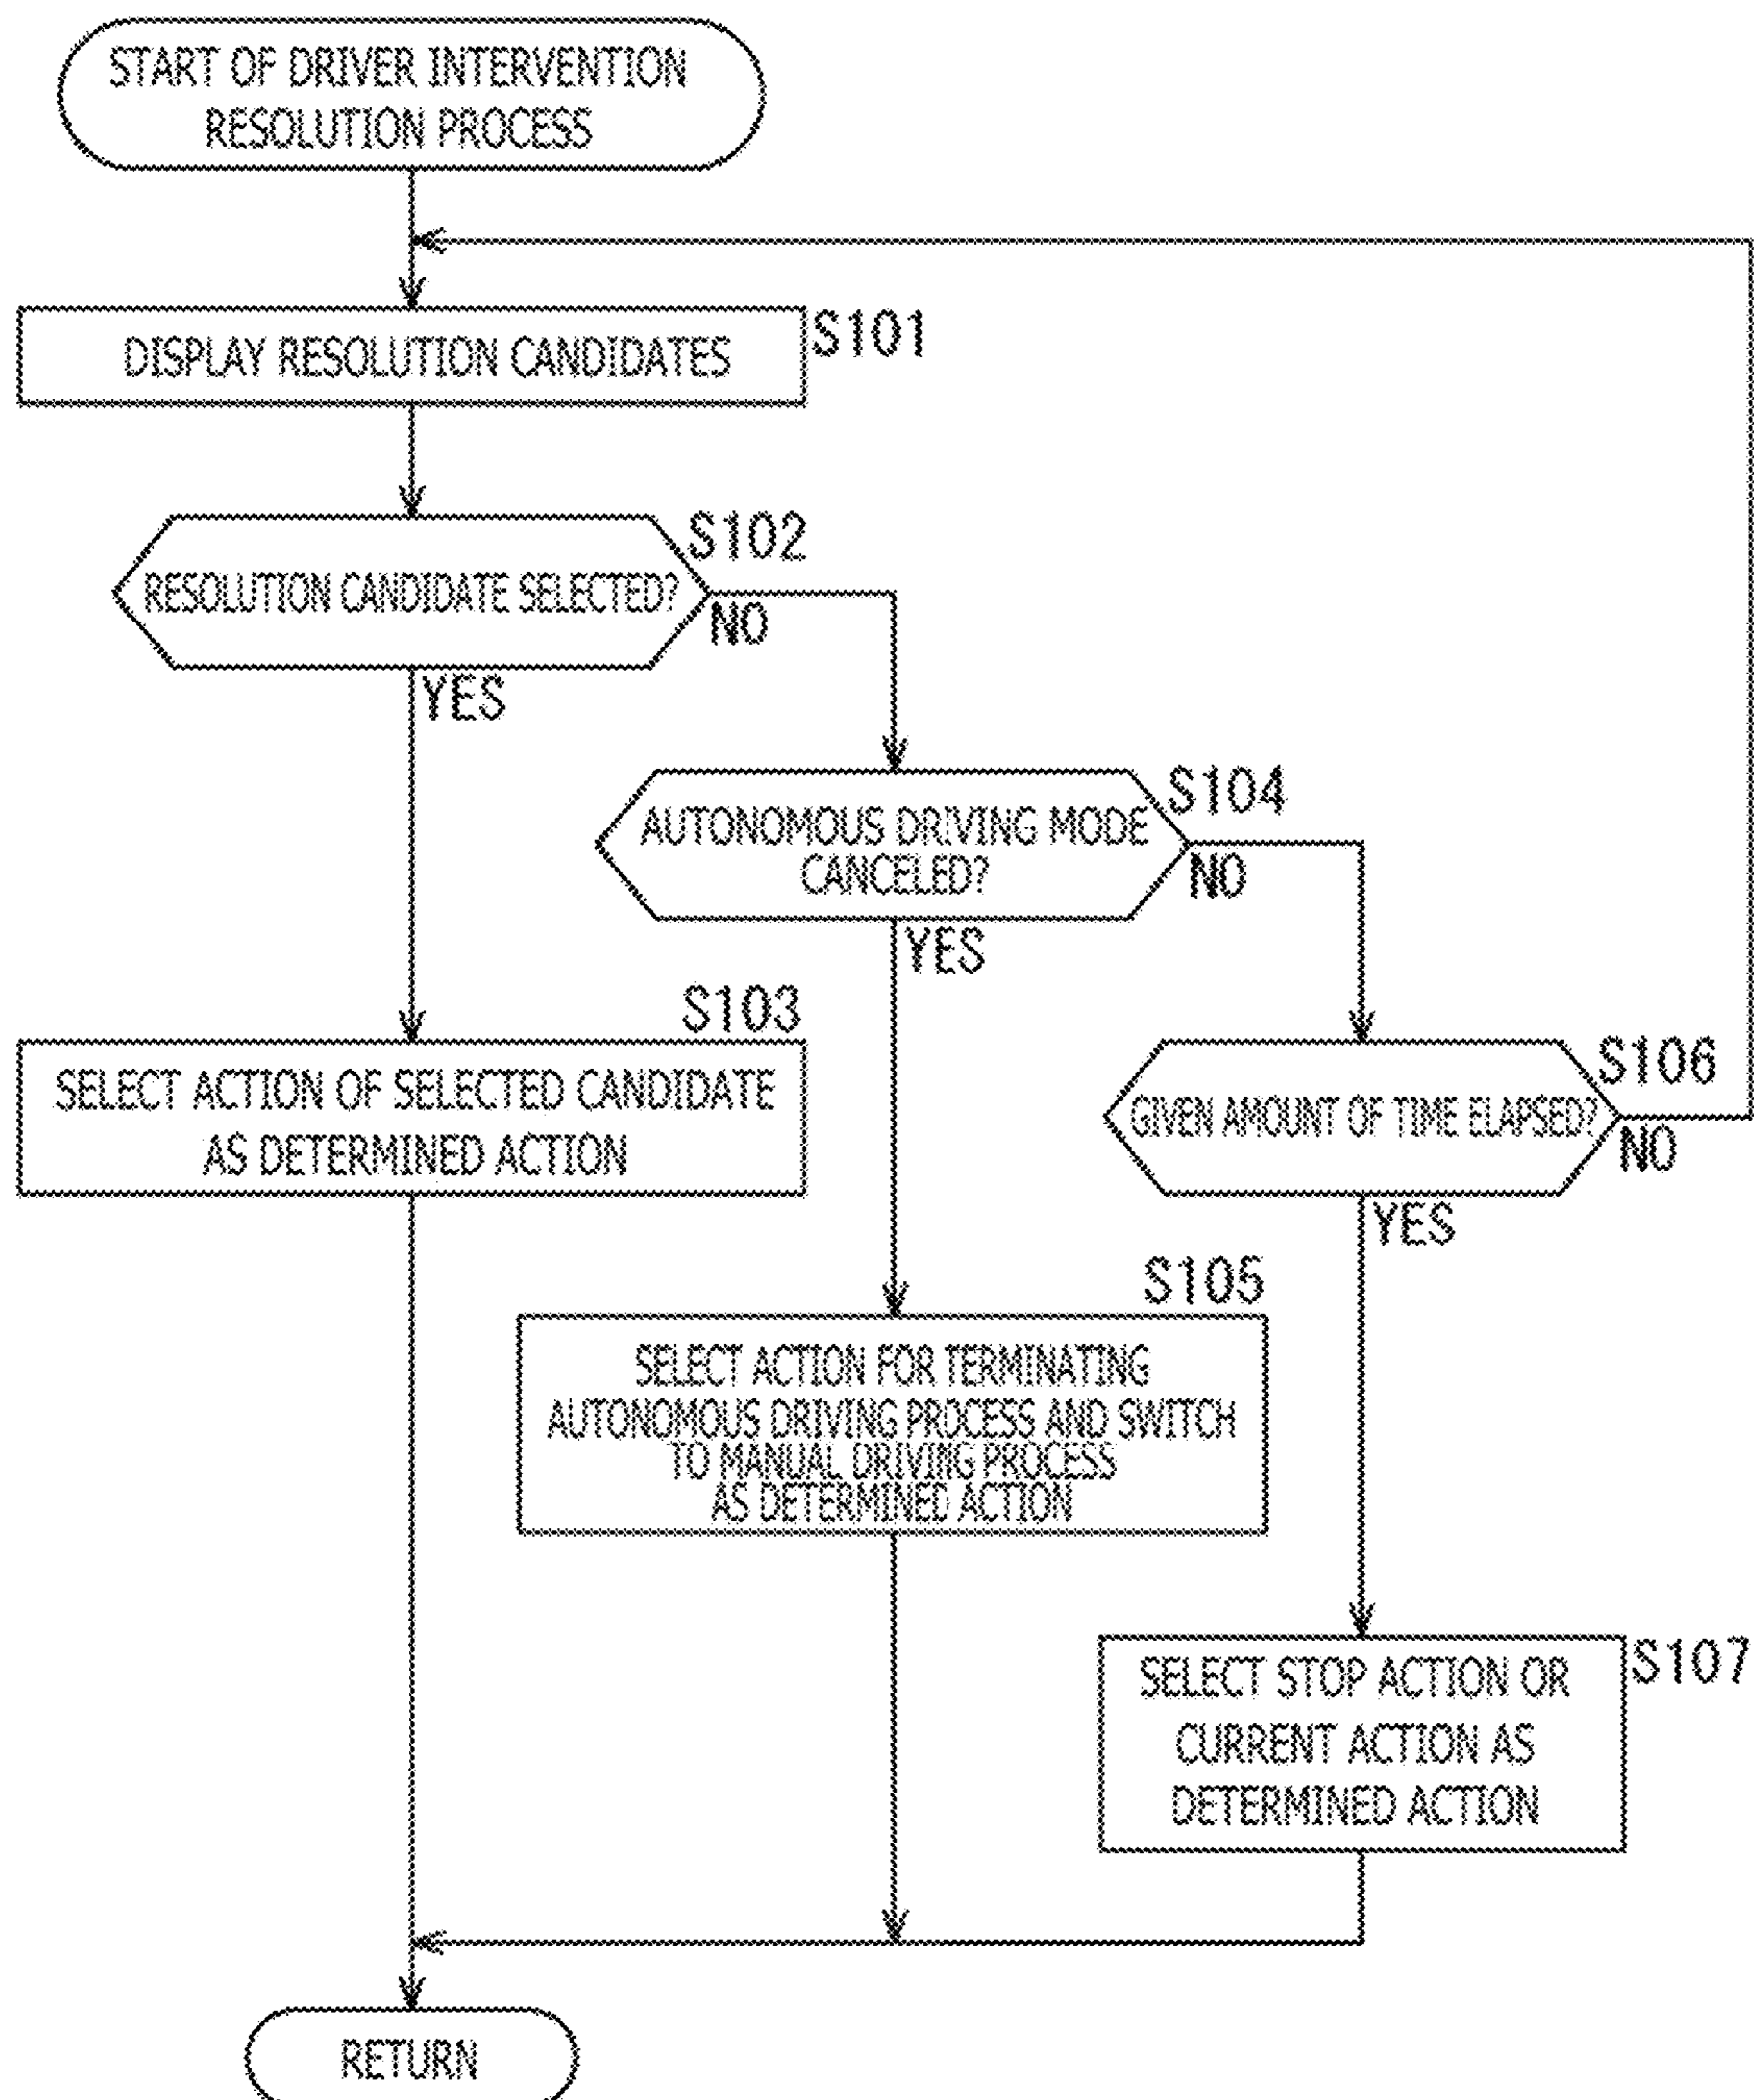 START OF DRIVER INTERVENTION
RESOLUTION PROCESS
DISPLAY RESOLUTION CANDIDATES
S101
RESOLUTION CANDIDATE SELECTED?
S102
NO
YES
AUTONOMOUS DRIVING MODE
CANCELED?
S104
NO
YES
S103
SELECT ACTION OF SELECTED CANDIDATE
AS DETERMINED ACTION
GIVEN AMOUNT OF TIME ELAPSED?
S106
NO
YES
S105
SELECT ACTION FOR TERMINATING
AUTONOMOUS DRIVING PROCESS AND SWITCH
TO MANUAL DRIVING PROCESS
AS DETERMINED ACTION
SELECT STOP ACTION OR
CURRENT ACTION AS
DETERMINED ACTION
S107
RETURN